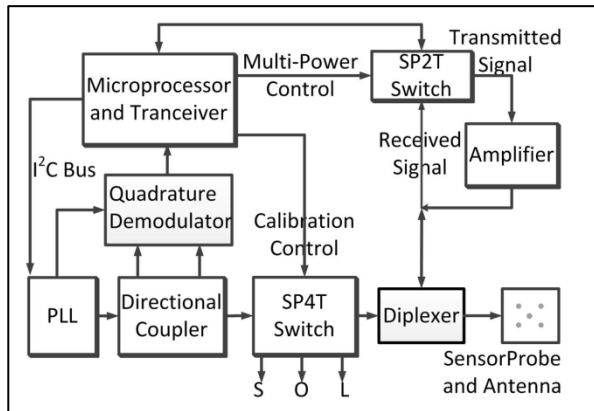 Microprocessor
and Tranceiver
Multi-Power
Control
SP2T
Switch
Transmitted
Signal
Received
Signal
Amplifier
I²C Bus
Quadrature
Demodulator
Calibration
Control
PLL
Directional
Coupler
SP4T
Switch
Diplexer
S O L
SensorProbe
and Antenna